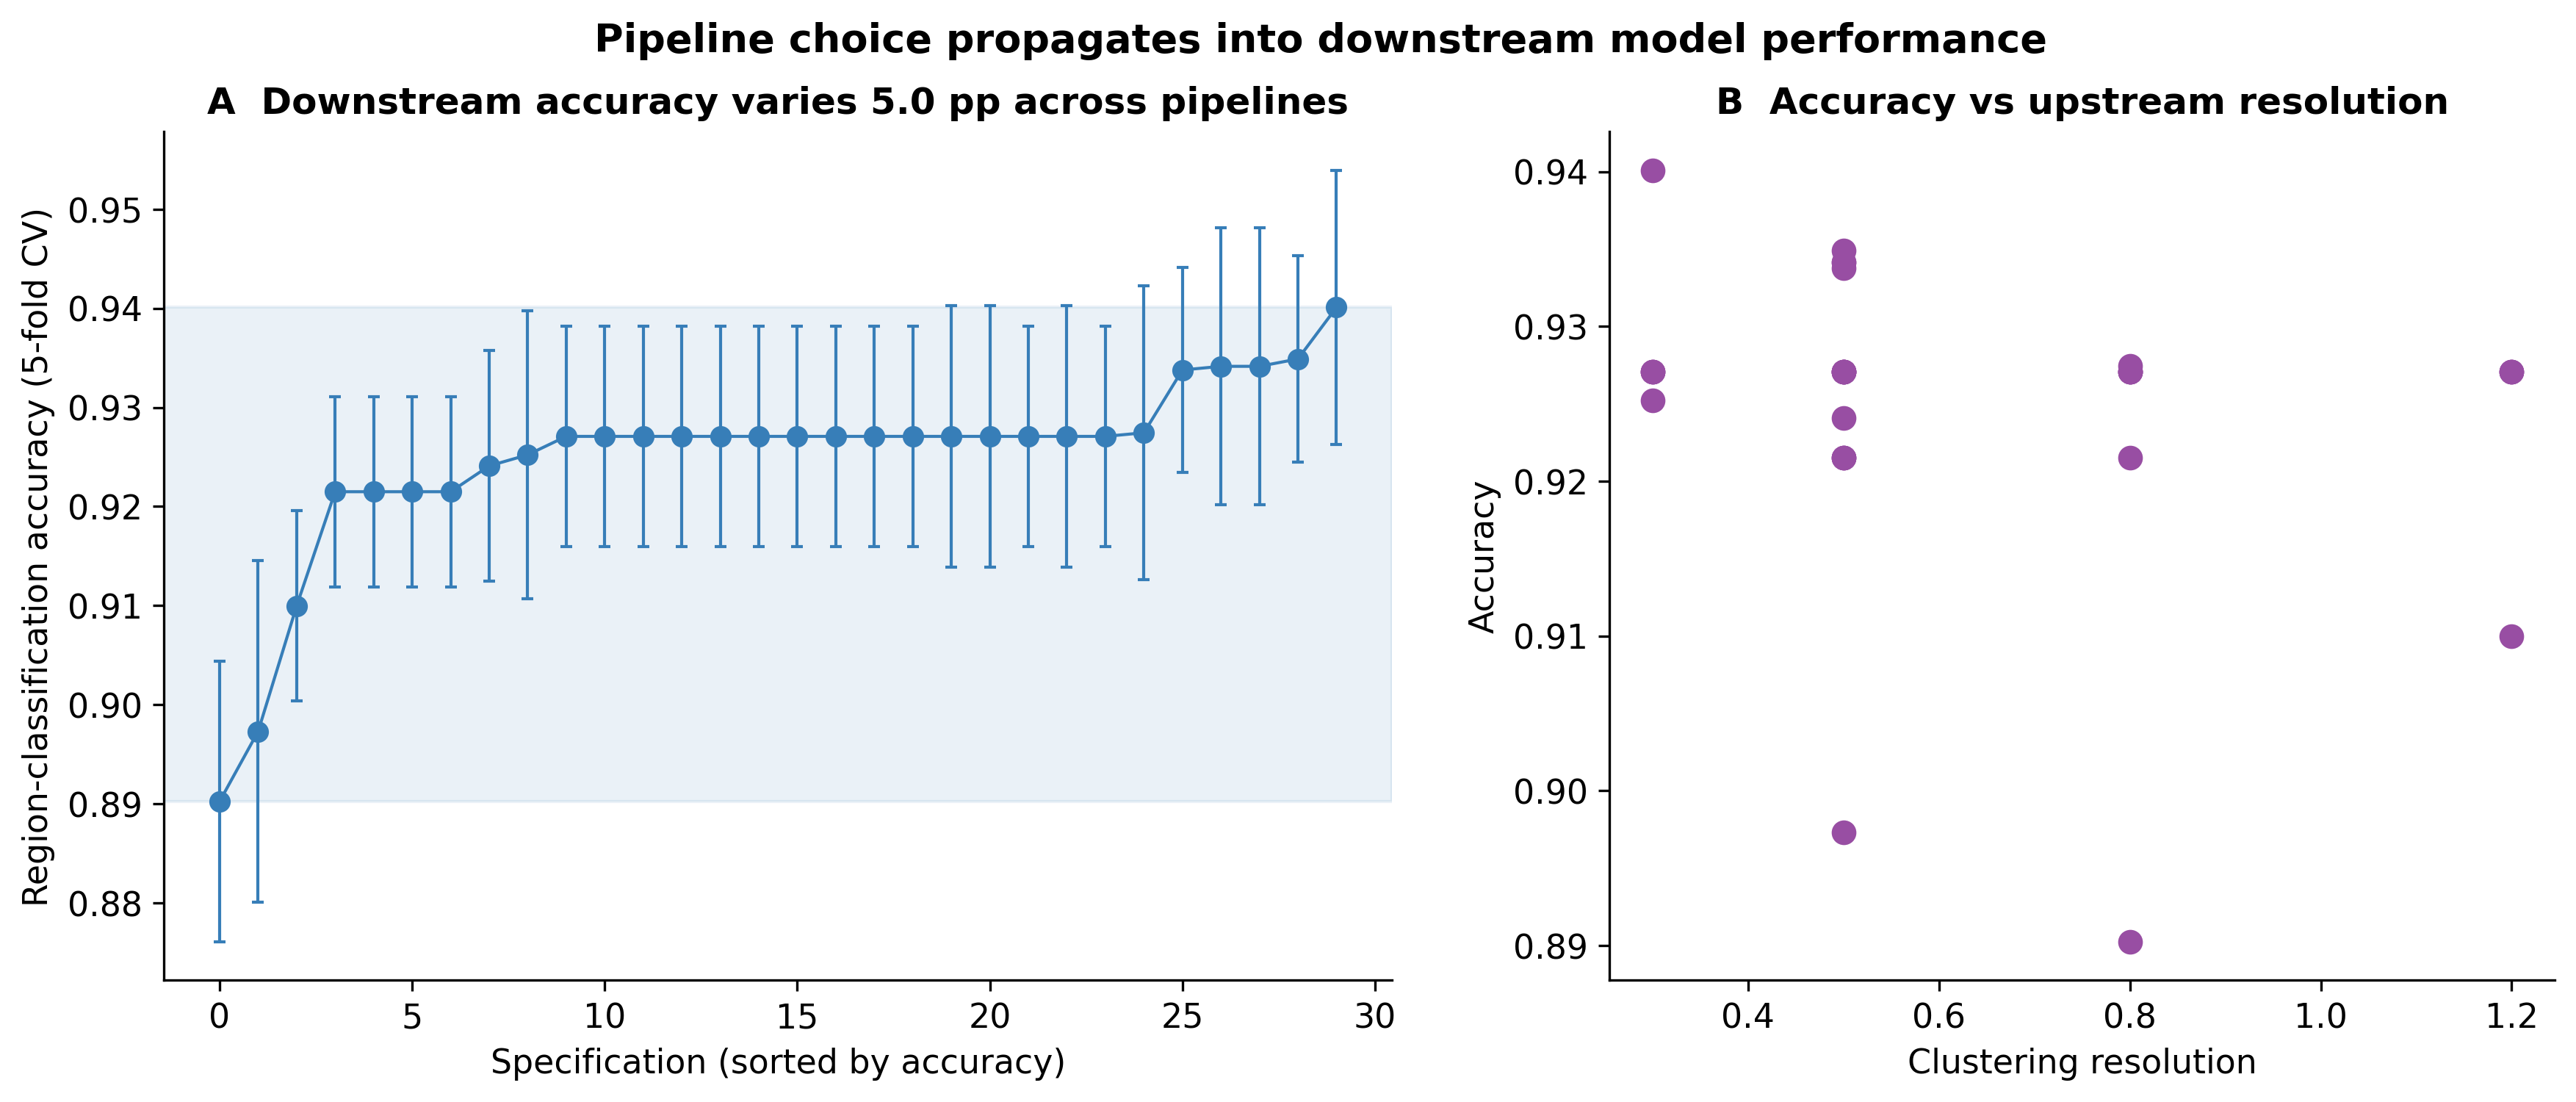 Pipeline choice propagates into downstream model performance
A Downstream accuracy varies 5.0 pp across pipelines
Region-classification accuracy (5-fold CV)
0.95
0.94
0.93
0.92
0.91
0.90
0.89
0.88
0 5 10 15 20 25 30
Specification (sorted by accuracy)
B Accuracy vs upstream resolution
Accuracy
0.94
0.93
0.92
0.91
0.90
0.89
0.4 0.6 0.8 1.0 1.2
Clustering resolution